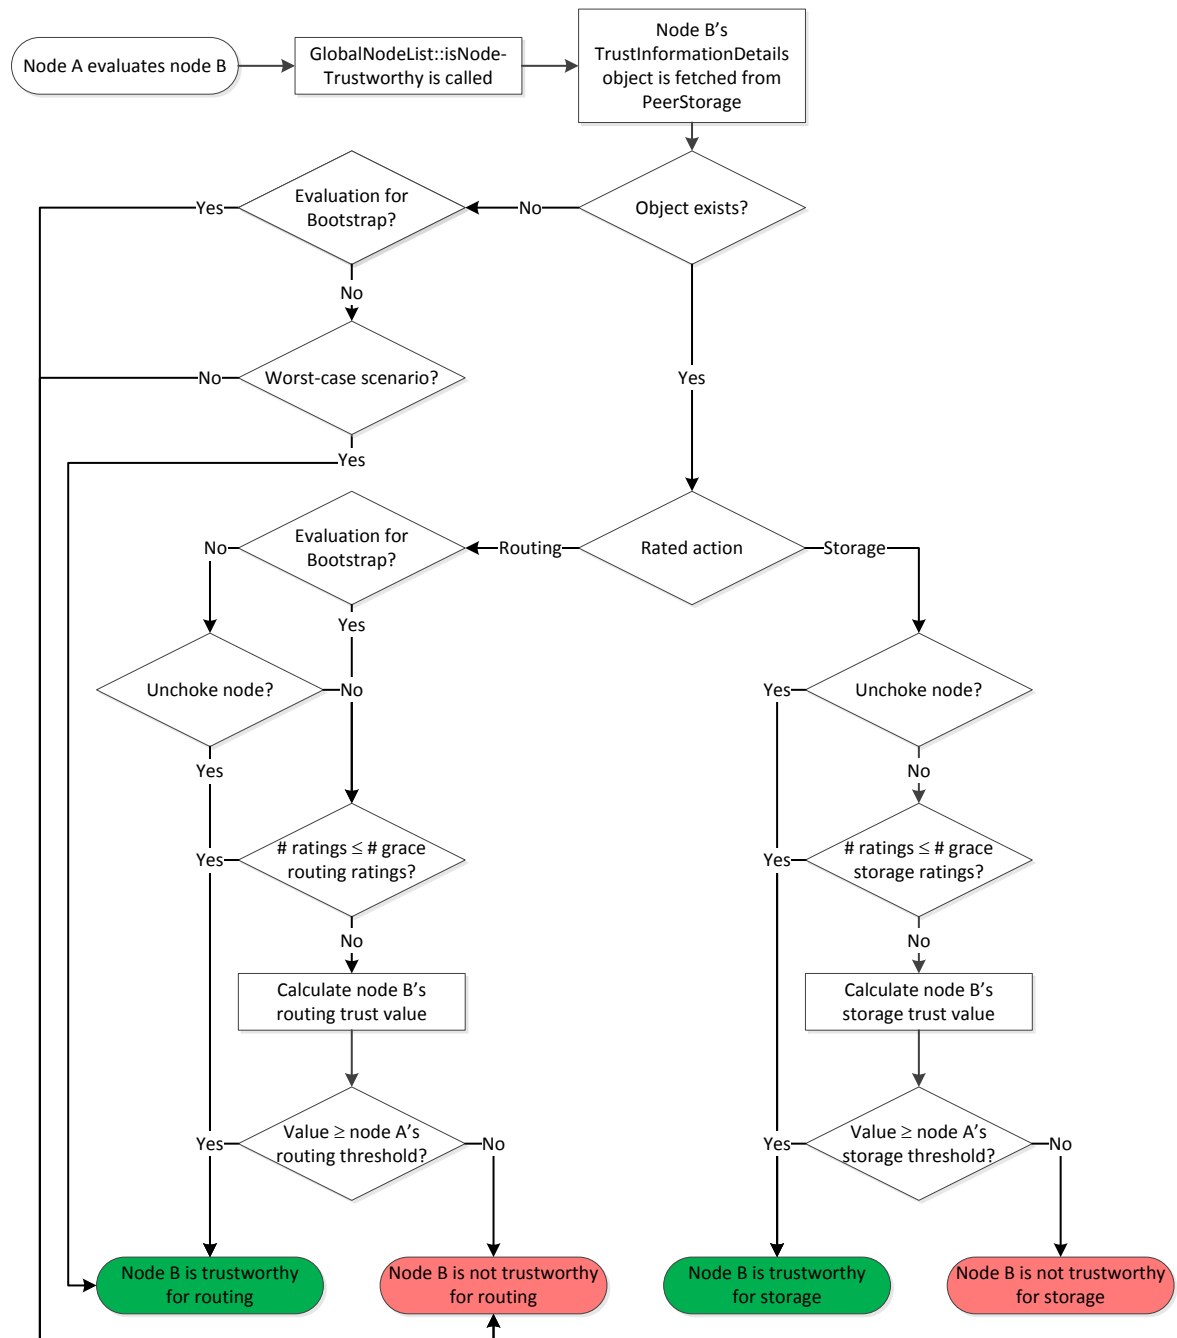 Node A evaluates node B
GlobalNodeList::isNode-
Trustworthy is called
Node B's
TrustInformationDetails
object is fetched from
PeerStorage
Yes
Evaluation for
Bootstrap?
No
Object exists?
No
No
Worst-case scenario?
Yes
Yes
No
Evaluation for
Bootstrap?
Routing
Rated action
Storage
Yes
Unchoke node?
No
Yes
Unchoke node?
Yes
No
Yes
# ratings ≤ # grace
routing ratings?
Yes
# ratings ≤ # grace
storage ratings?
No
No
Calculate node B's
routing trust value
Calculate node B's
storage trust value
Yes
Value ≥ node A's
routing threshold?
No
Yes
Value ≥ node A's
storage threshold?
No
Node B is trustworthy
for routing
Node B is not trustworthy
for routing
Node B is trustworthy
for storage
Node B is not trustworthy
for storage